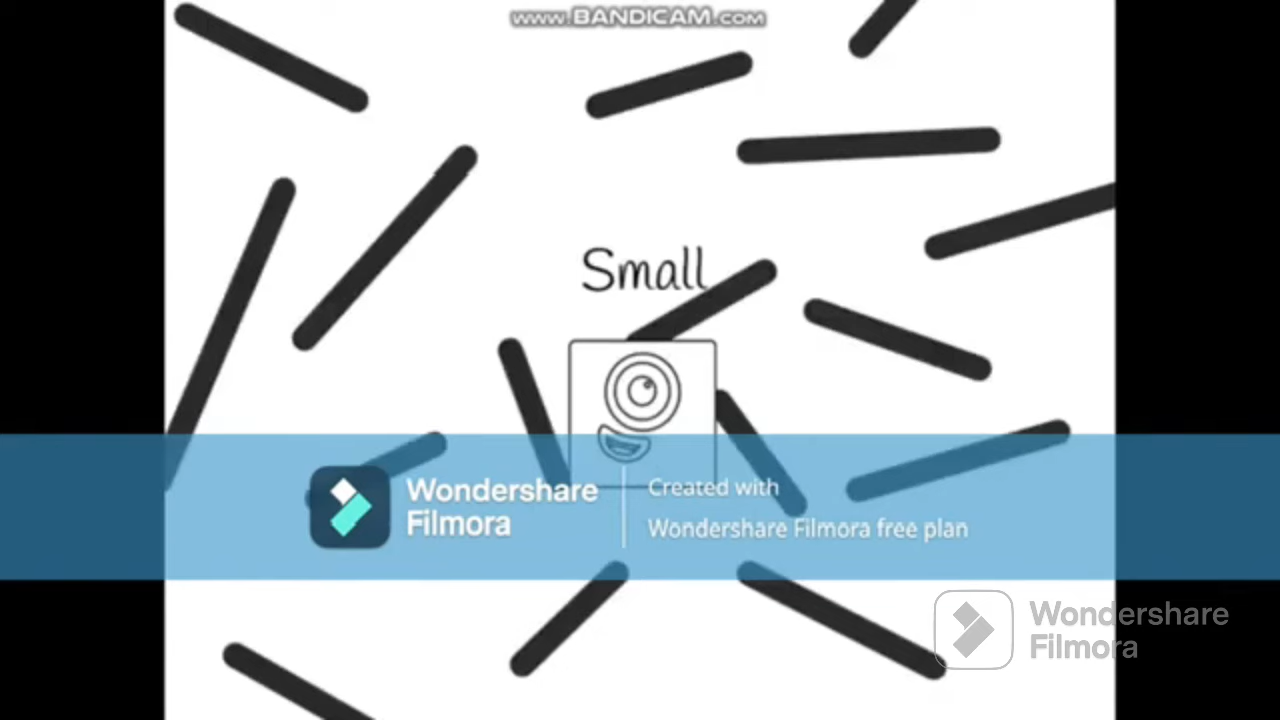 www.BANDICAM.com
Small
Wondershare
Filmora
Created with
Wondershare Filmora free plan
Wondershare
Filmora